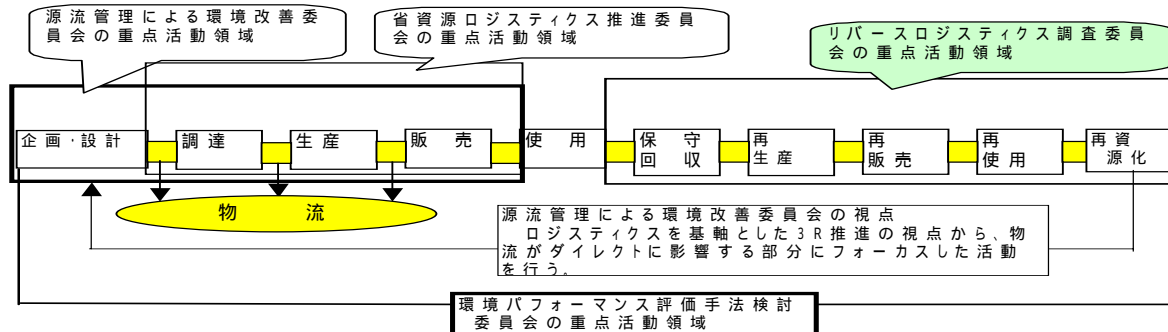 源流管理による環境改善委
員会の重点活動領域
省資源ロジスティクス推進委員
会の重点活動領域
リバースロジスティクス調査委員
会の重点活動領域
企画・設計
調達
生産
販売
使用
保守
回収
再
生産
再
販売
再
使用
再資
源化
物流
源流管理による環境改善委員会の視点
ロジスティクスを基軸とした3R推進の視点から、物
流がダイレクトに影響する部分にフォーカスした活動
を行う。
環境パフォーマンス評価手法検討
委員会の重点活動領域